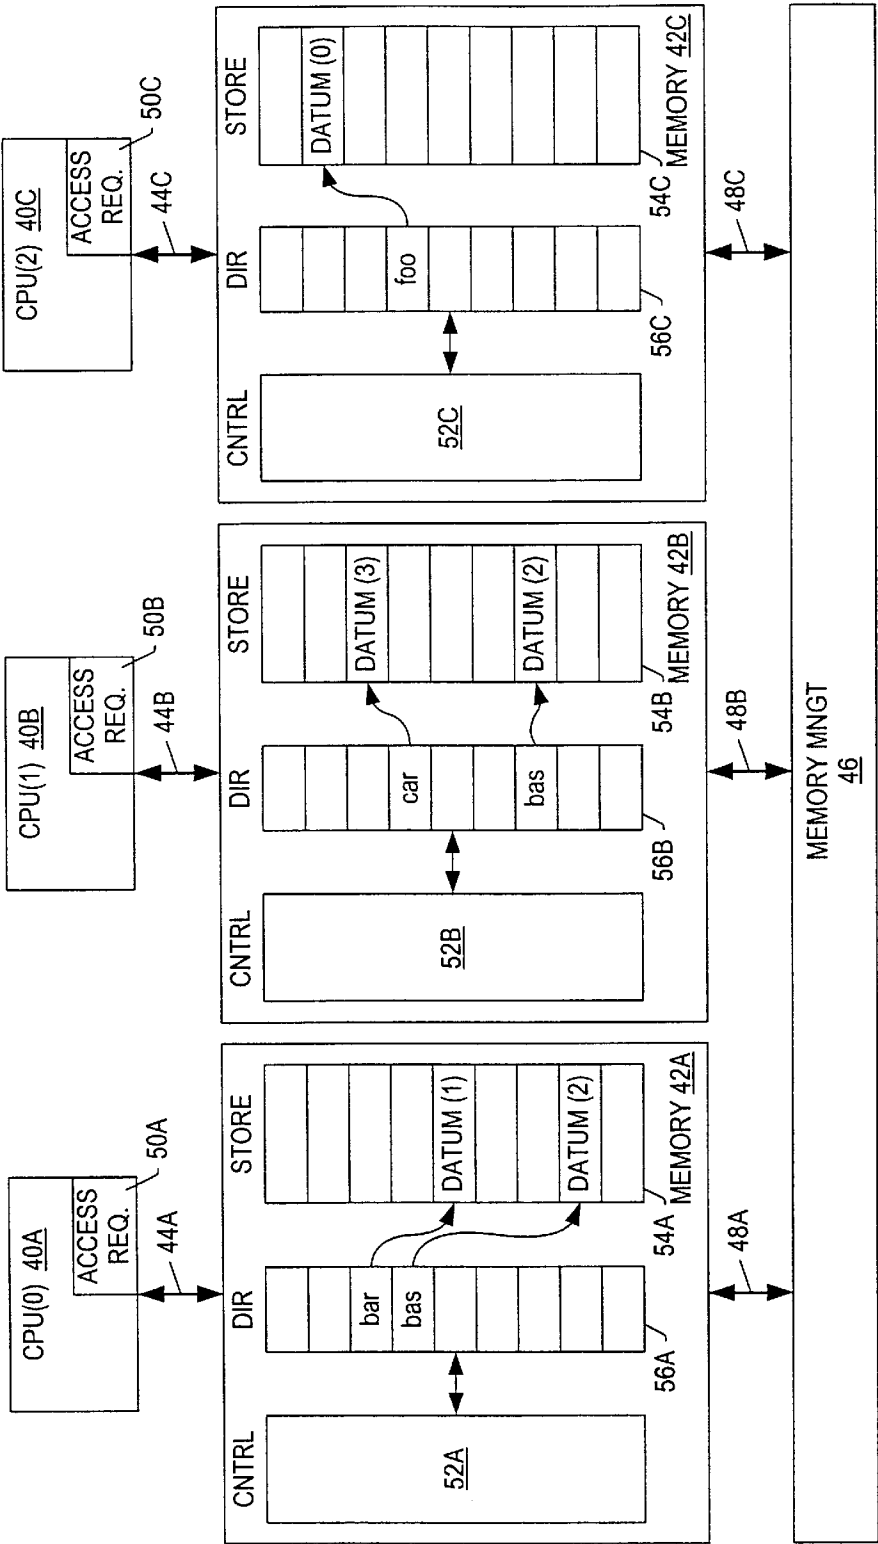 CPU(0) 40A
ACCESS
REQ.
50A
44A
CNTRL
DIR
STORE
52A
bar
bas
DATUM (1)
DATUM (2)
56A
54A
MEMORY 42A
48A
CPU(1) 40B
ACCESS
REQ.
50B
44B
CNTRL
DIR
STORE
52B
car
bas
DATUM (3)
DATUM (2)
56B
54B
MEMORY 42B
48B
CPU(2) 40C
ACCESS
REQ.
50C
44C
CNTRL
DIR
STORE
52C
foo
DATUM (0)
56C
54C
MEMORY 42C
48C
MEMORY MNGT
46